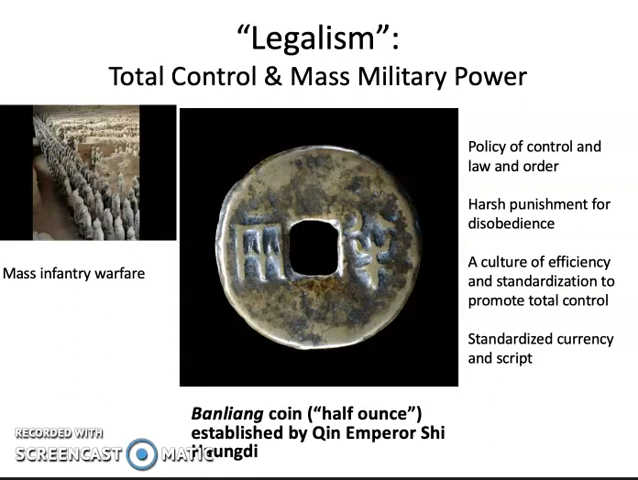 “Legalism”:
Total Control & Mass Military Power
Mass infantry warfare
半
兩
Policy of control and
law and order
Harsh punishment for
disobedience
A culture of efficiency
and standardization to
promote total control
Standardized currency
and script
Banliang coin (“half ounce”)
established by Qin Emperor Shi
RECORDED WITH
SCREENCAST MATIC